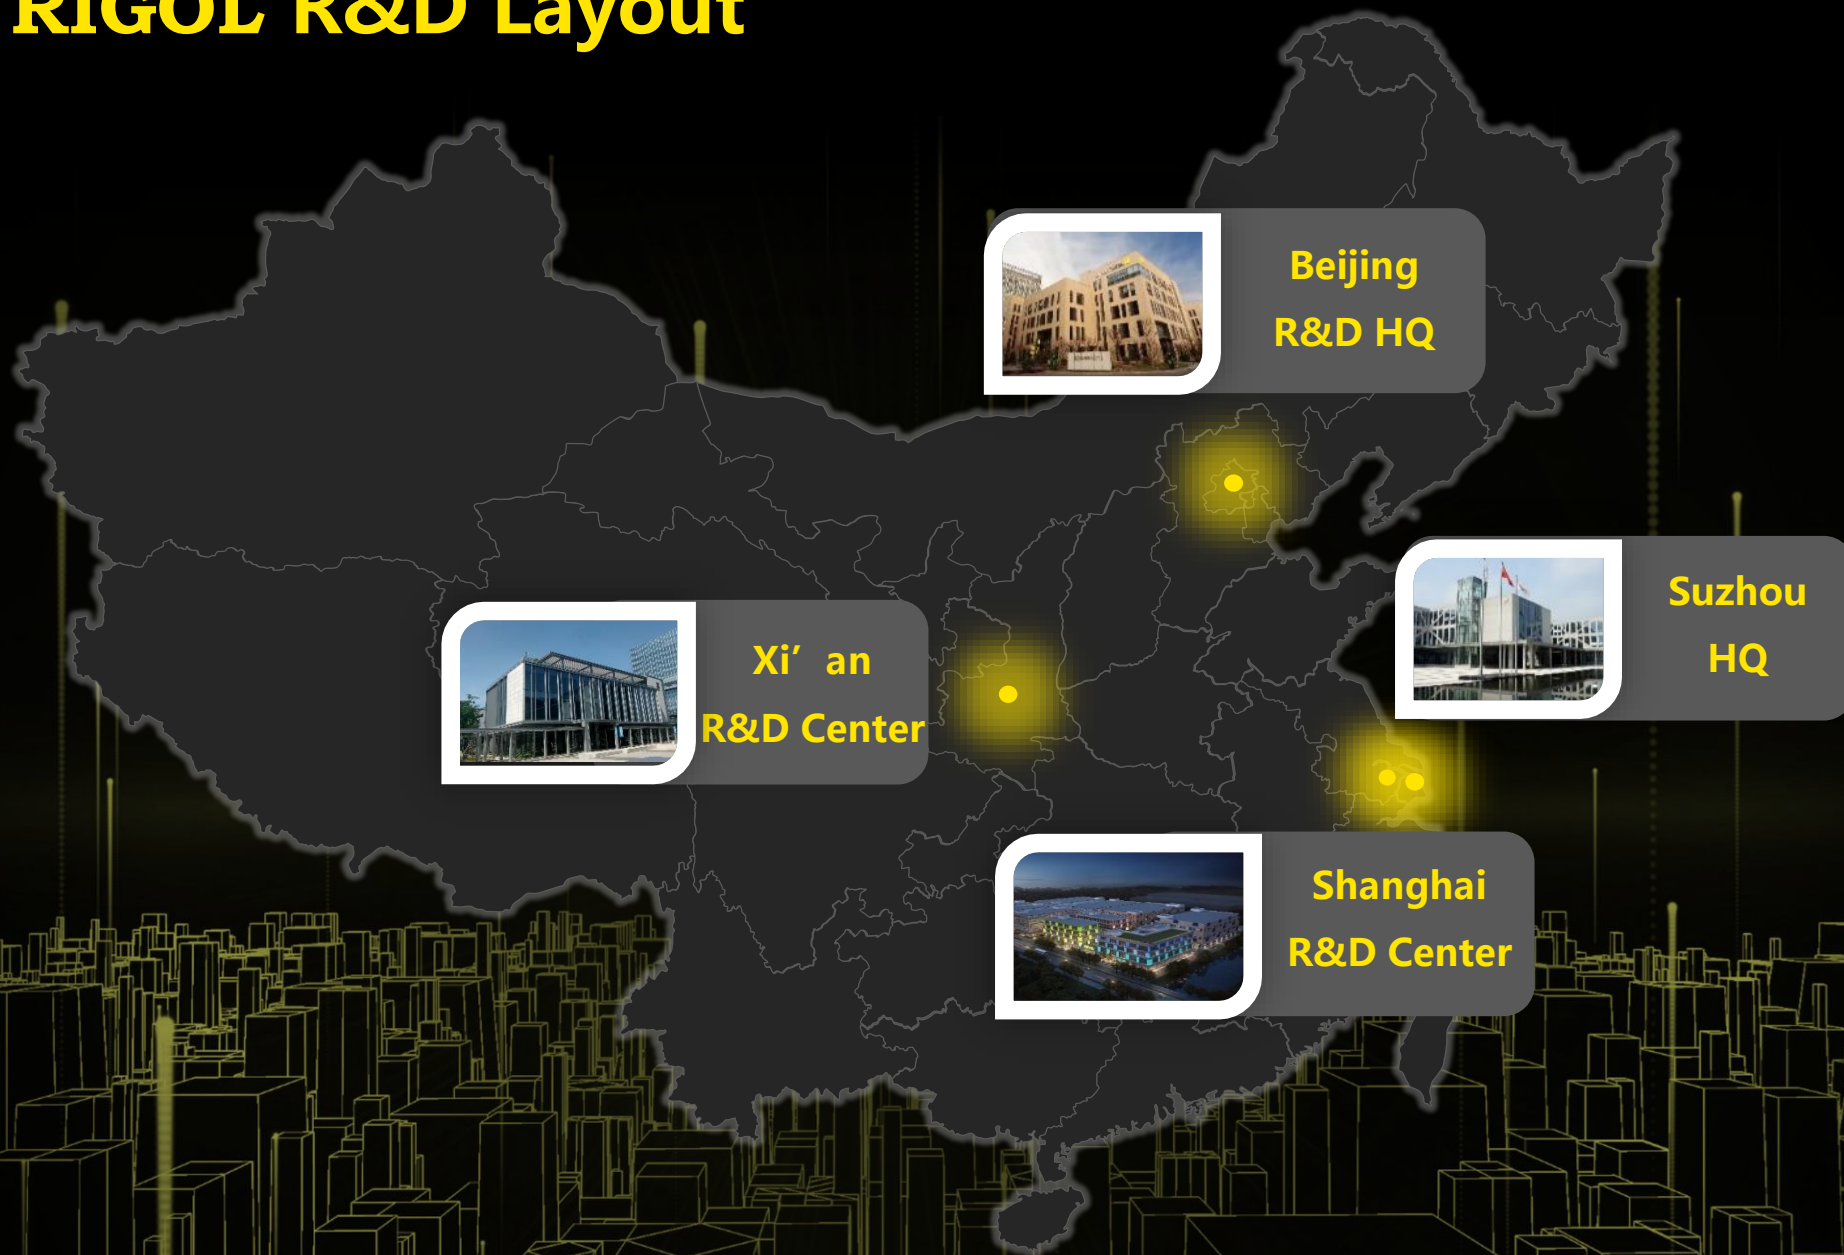 RIGOL R&D Layout
Beijing
R&D HQ
Suzhou
HQ
Xi’ an
R&D Center
Shanghai
R&D Center